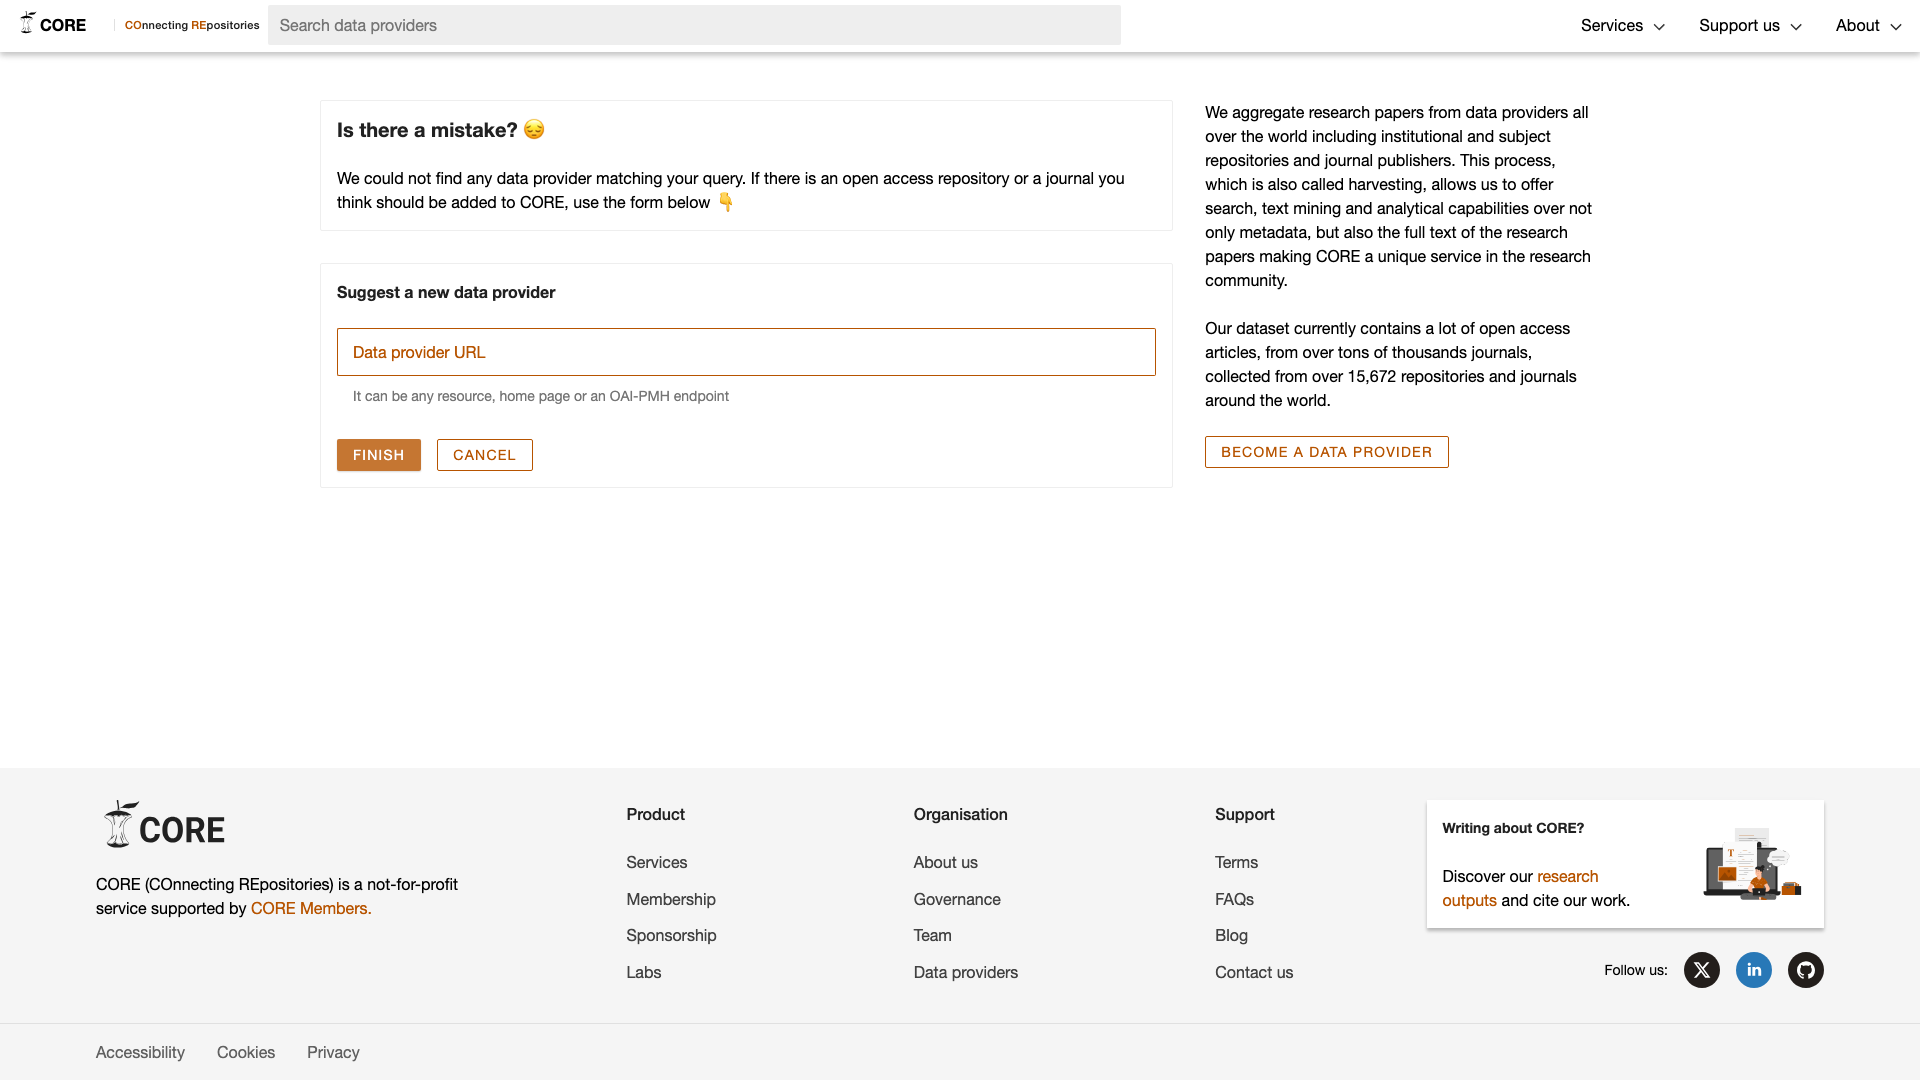 CORE
COnnecting REpositories
Search data providers
Services
Support us
About
Is there a mistake? 😔
We could not find any data provider matching your query. If there is an open access repository or a journal you
think should be added to CORE, use the form below 👇
Suggest a new data provider
Data provider URL
It can be any resource, home page or an OAI-PMH endpoint
FINISH
CANCEL
We aggregate research papers from data providers all
over the world including institutional and subject
repositories and journal publishers. This process,
which is also called harvesting, allows us to offer
search, text mining and analytical capabilities over not
only metadata, but also the full text of the research
papers making CORE a unique service in the research
community.
Our dataset currently contains a lot of open access
articles, from over tons of thousands journals,
collected from over 15,672 repositories and journals
around the world.
BECOME A DATA PROVIDER
CORE
CORE (COnnecting REpositories) is a not-for-profit
service supported by CORE Members.
Product
Services
Membership
Sponsorship
Labs
Organisation
About us
Governance
Team
Data providers
Support
Terms
FAQs
Blog
Contact us
Writing about CORE?
Discover our research
outputs and cite our work.
Follow us:
Accessibility
Cookies
Privacy